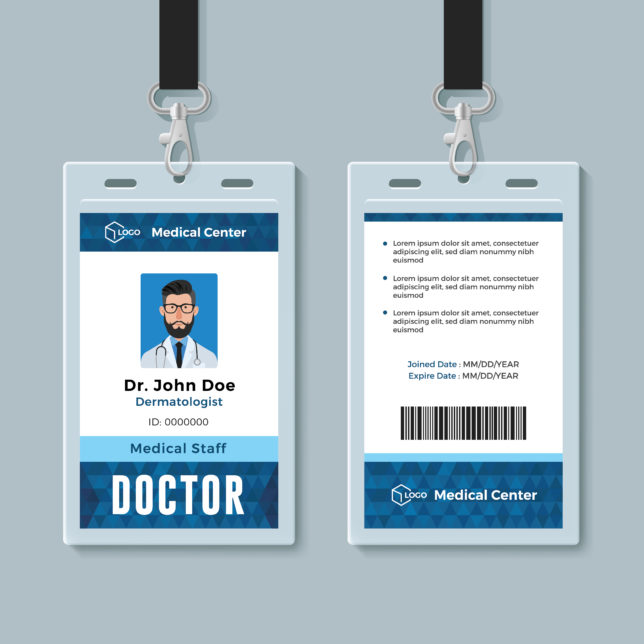 LOGO Medical Center
Dr. John Doe
Dermatologist
ID: 0000000
Medical Staff
DOCTOR
Lorem ipsum dolor sit amet, consectetuer
adipiscing elit, sed diam nonummy nibh
euismod
Lorem ipsum dolor sit amet, consectetuer
adipiscing elit, sed diam nonummy nibh
euismod
Lorem ipsum dolor sit amet, consectetuer
adipiscing elit, sed diam nonummy nibh
euismod
Joined Date : MM/DD/YEAR
Expire Date : MM/DD/YEAR
LOGO Medical Center